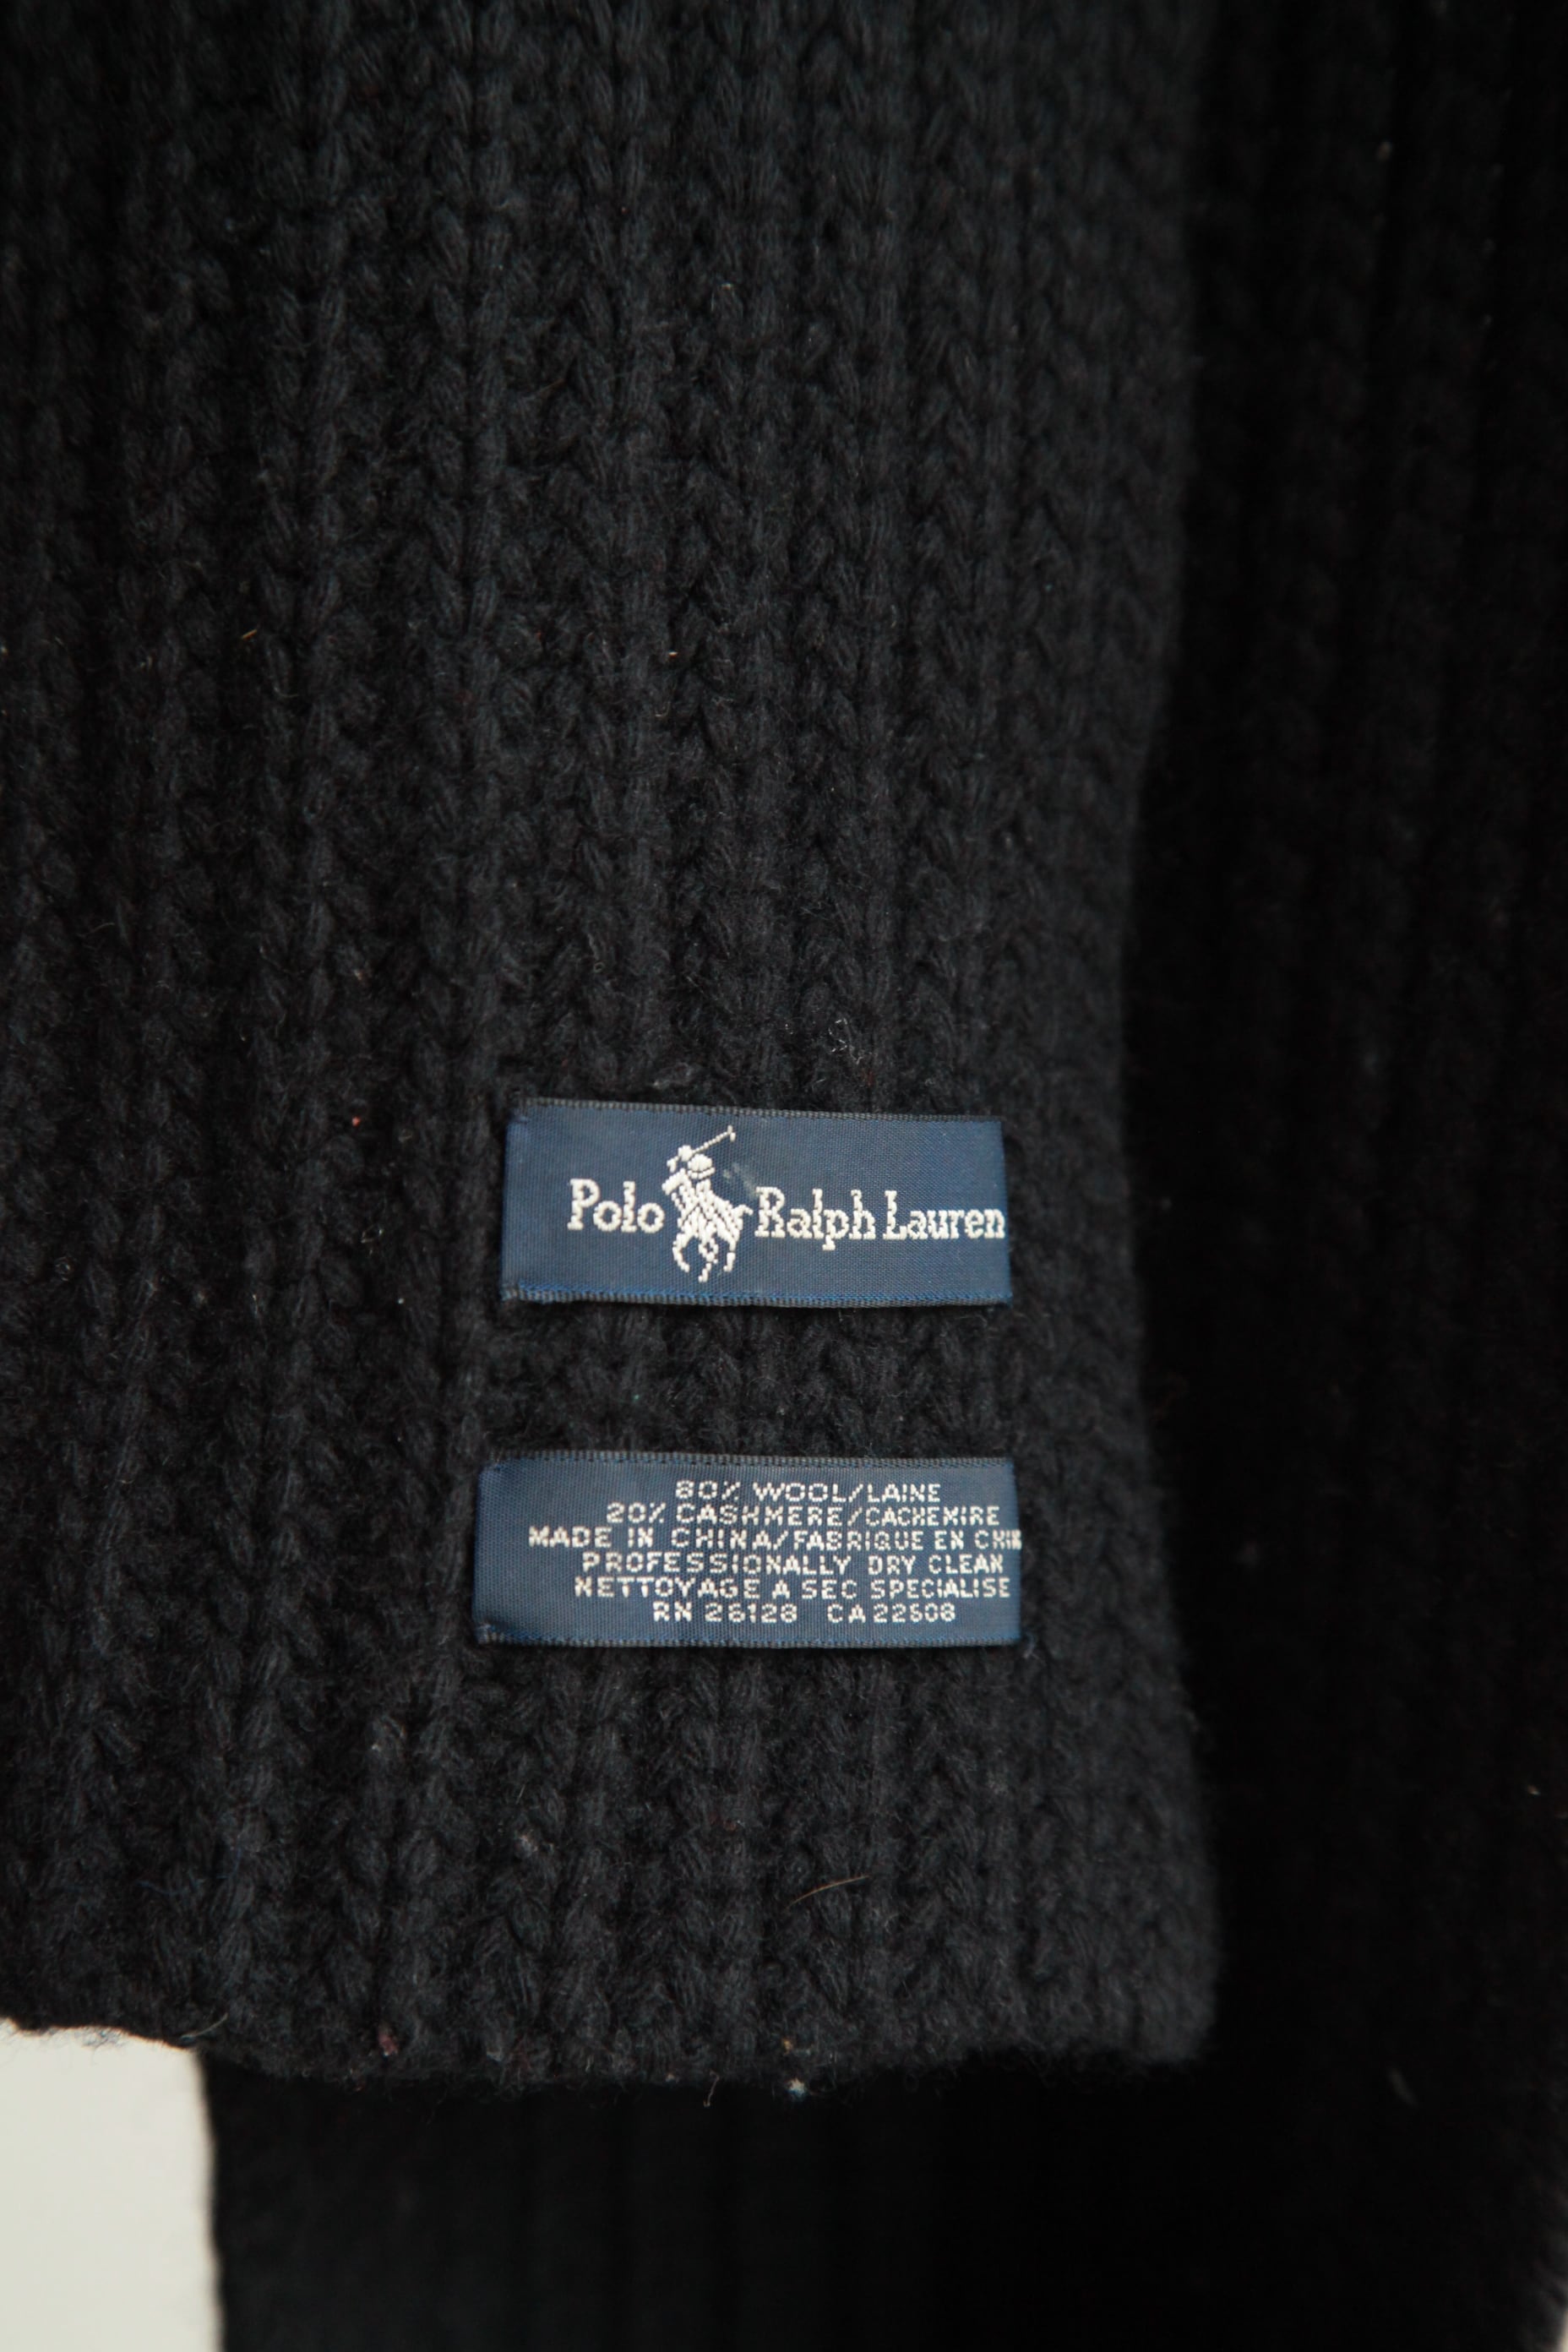 Polo Ralph Lauren
80% WOOL/LAINE
20% CASHMERE/CACHEMIRE
MADE IN CHINA/FABRIQUE EN CHIN
PROFESSIONALLY DRY CLEAN
NETTOYAGE A SEC SPECIALISE
RN 26128 CA 22508